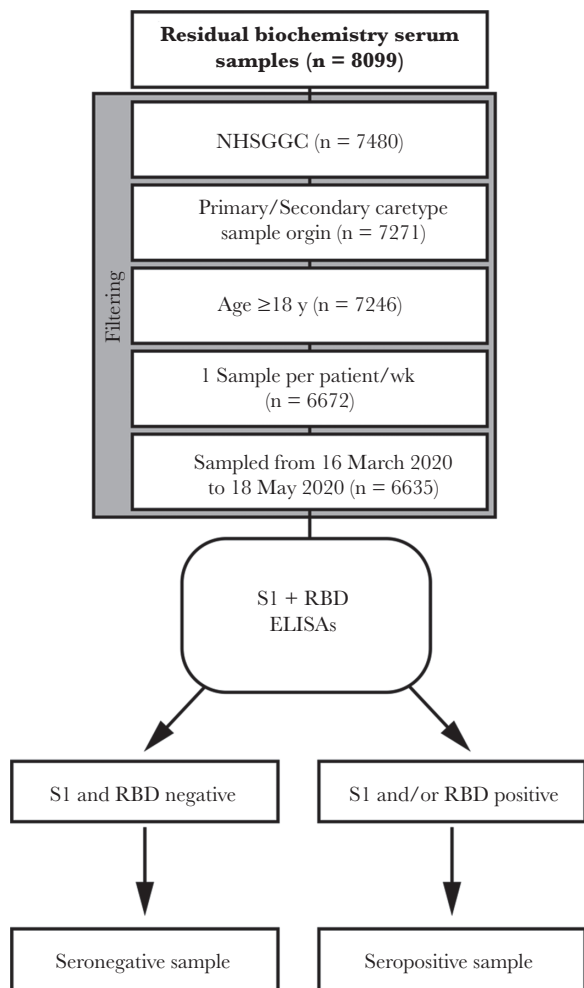 Residual biochemistry serum
samples (n = 8099)
Filtering
NHSGGC (n = 7480)
Primary/Secondary caretype
sample orgin (n = 7271)
Age ≥18 y (n = 7246)
1 Sample per patient/wk
(n = 6672)
Sampled from 16 March 2020
to 18 May 2020 (n = 6635)
S1 + RBD
ELISAs
S1 and RBD negative
S1 and/or RBD positive
Seronegative sample
Seropositive sample